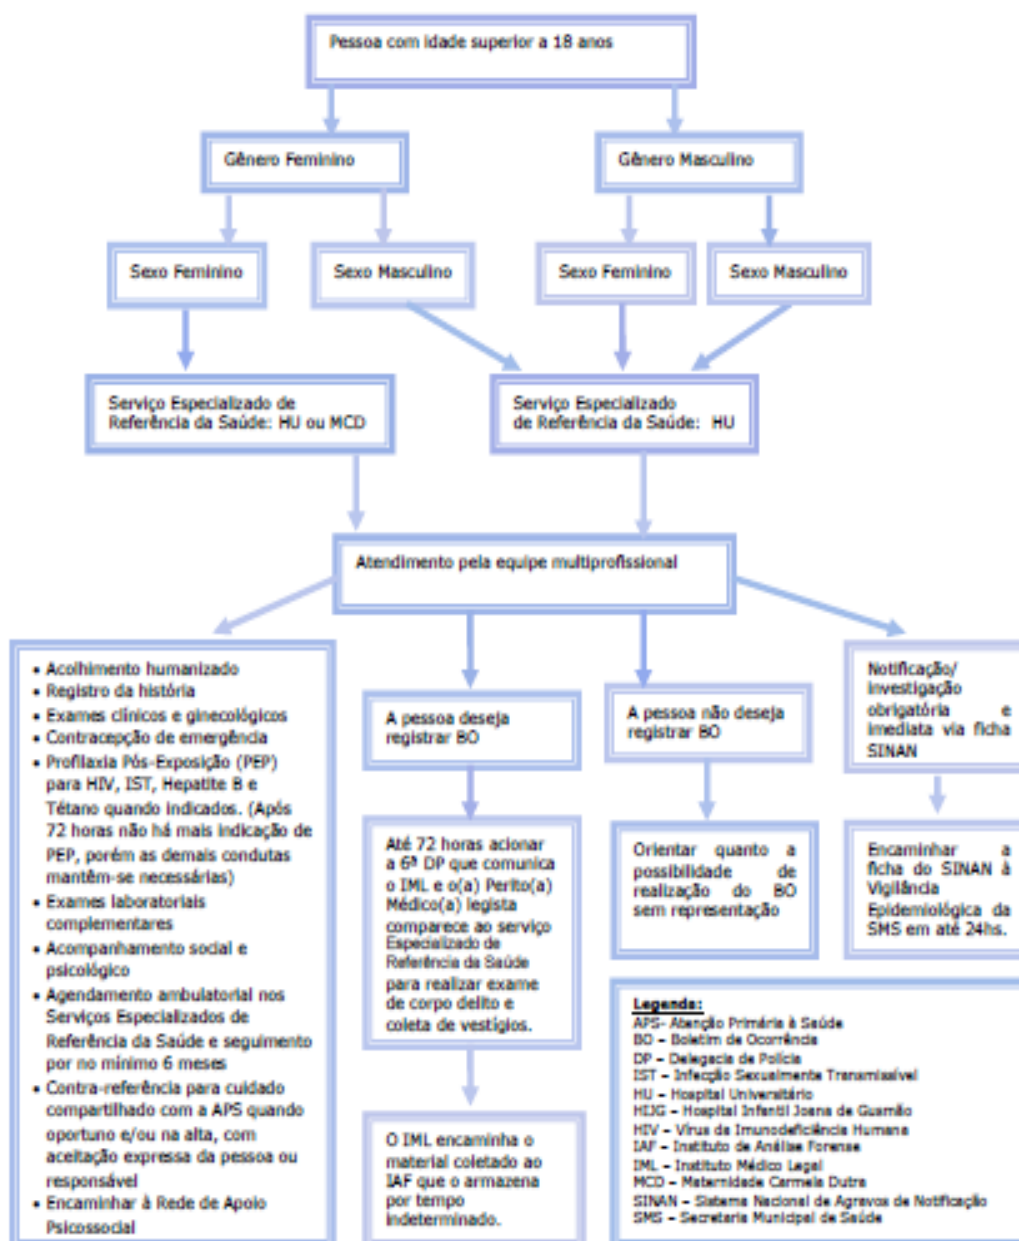 Pessoa com idade superior a 18 anos
Gênero Feminino
Gênero Masculino
Sexo Feminino
Sexo Masculino
Sexo Feminino
Sexo Masculino
Serviço Especializado de
Referência da Saúde: HU ou MCD
Serviço Especializado
de Referência da Saúde: HU
Atendimento pela equipe multiprofissional
• Acolhimento humanizado
• Registro da história
• Exames clínicos e ginecológicos
• Contracepção de emergência
• Profilaxia Pós-Exposição (PEP)
para HIV, IST, Hepatite B e
Tétano quando indicados. (Após
72 horas não há mais indicação de
PEP, porém as demais condutas
mantêm-se necessárias)
• Exames laboratoriais
complementares
• Acompanhamento social e
psicológico
• Agendamento ambulatorial nos
Serviços Especializados de
Referência da Saúde e seguimento
por no mínimo 6 meses
• Contra-referência para cuidado
compartilhado com a APS quando
oportuno e/ou na alta, com
aceitação expressa da pessoa ou
responsável
• Encaminhar à Rede de Apoio
Psicossocial
A pessoa deseja
registrar BO
Até 72 horas acionar
a 6ª DP que comunica
o IML e o(a) Perito(a)
Médico(a) legista
comparece ao serviço
Especializado de
Referência da Saúde
para realizar exame
de corpo delito e
coleta de vestígios.
O IML encaminha o
material coletado ao
IAF que o armazena
por tempo
indeterminado.
A pessoa não deseja
registrar BO
Orientar quanto a
possibilidade de
realização do BO
sem representação
Notificação/
investigação
obrigatória e
imediata via ficha
SINAN
Encaminhar a
ficha do SINAN à
Vigilância
Epidemiológica da
SMS em até 24hs.
Legenda:
APS- Atenção Primária à Saúde
BO – Boletim de Ocorrência
DP – Delegacia de Polícia
IST – Infecção Sexualmente Transmissível
HU – Hospital Universitário
HIJG – Hospital Infantil Joana de Gusmão
HIV – Vírus da Imunodeficiência Humana
IAF – Instituto de Análise Forense
IML – Instituto Médico Legal
MCD – Maternidade Carmela Dutra
SINAN – Sistema Nacional de Agravos de Notificação
SMS – Secretaria Municipal de Saúde